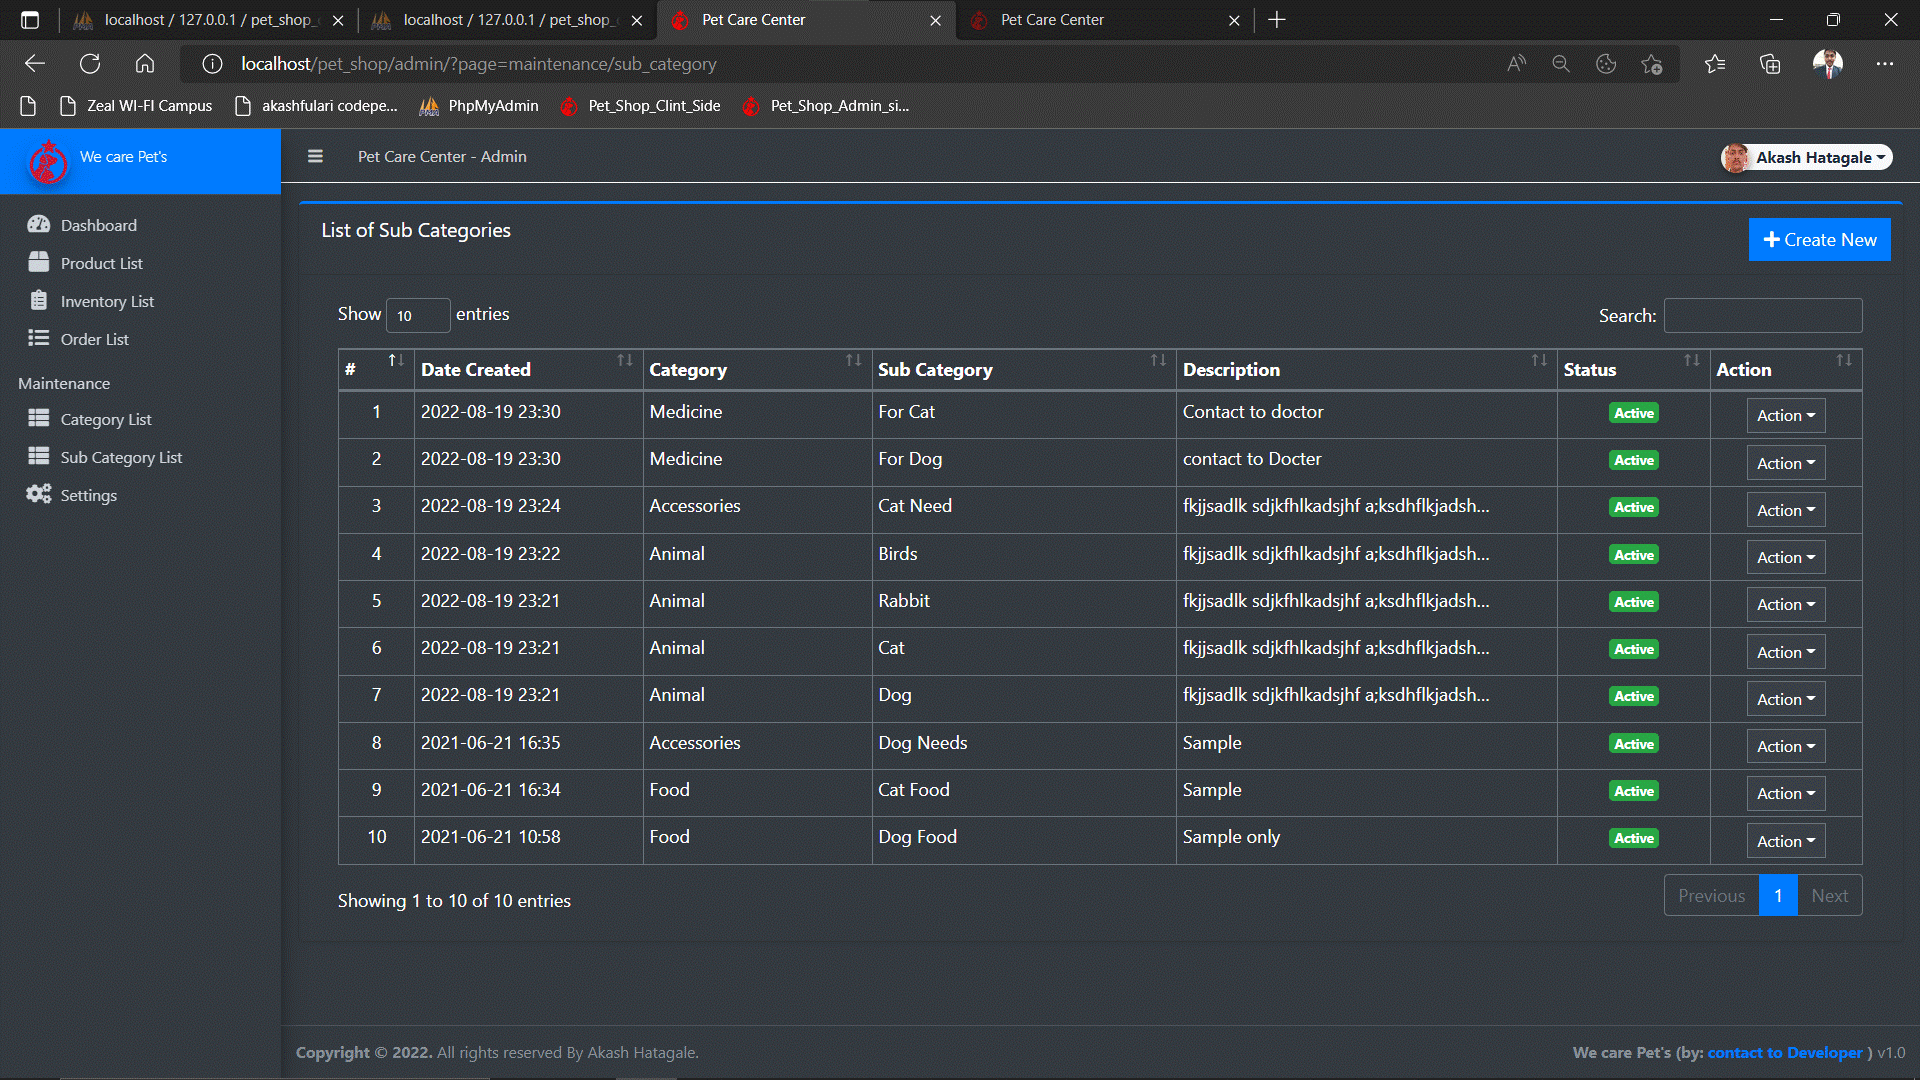 localhost / 127.0.0.1 / pet_shop_ localhost / 127.0.0.1 / pet_shop_ Pet Care Center Pet Care Center
localhost/pet_shop/admin/?page=maintenance/sub_category
Zeal WI-FI Campus akashfulari codepe... PhpMyAdmin Pet_Shop_Clint_Side Pet_Shop_Admin_si...
We care Pet's
Pet Care Center - Admin
Akash Hatagale
Dashboard
Product List
Inventory List
Order List
Maintenance
Category List
Sub Category List
Settings
List of Sub Categories
Create New
Show 10 entries
Search:
# Date Created Category Sub Category Description Status Action
1 2022-08-19 23:30 Medicine For Cat Contact to doctor Active Action
2 2022-08-19 23:30 Medicine For Dog contact to Docter Active Action
3 2022-08-19 23:24 Accessories Cat Need fkjjsadlk sdjkfhlkadsjhf a;ksdhflkjadsh... Active Action
4 2022-08-19 23:22 Animal Birds fkjjsadlk sdjkfhlkadsjhf a;ksdhflkjadsh... Active Action
5 2022-08-19 23:21 Animal Rabbit fkjjsadlk sdjkfhlkadsjhf a;ksdhflkjadsh... Active Action
6 2022-08-19 23:21 Animal Cat fkjjsadlk sdjkfhlkadsjhf a;ksdhflkjadsh... Active Action
7 2022-08-19 23:21 Animal Dog fkjjsadlk sdjkfhlkadsjhf a;ksdhflkjadsh... Active Action
8 2021-06-21 16:35 Accessories Dog Needs Sample Active Action
9 2021-06-21 16:34 Food Cat Food Sample Active Action
10 2021-06-21 10:58 Food Dog Food Sample only Active Action
Showing 1 to 10 of 10 entries
Previous 1 Next
Copyright © 2022. All rights reserved By Akash Hatagale.
We care Pet's (by: contact to Developer ) v1.0